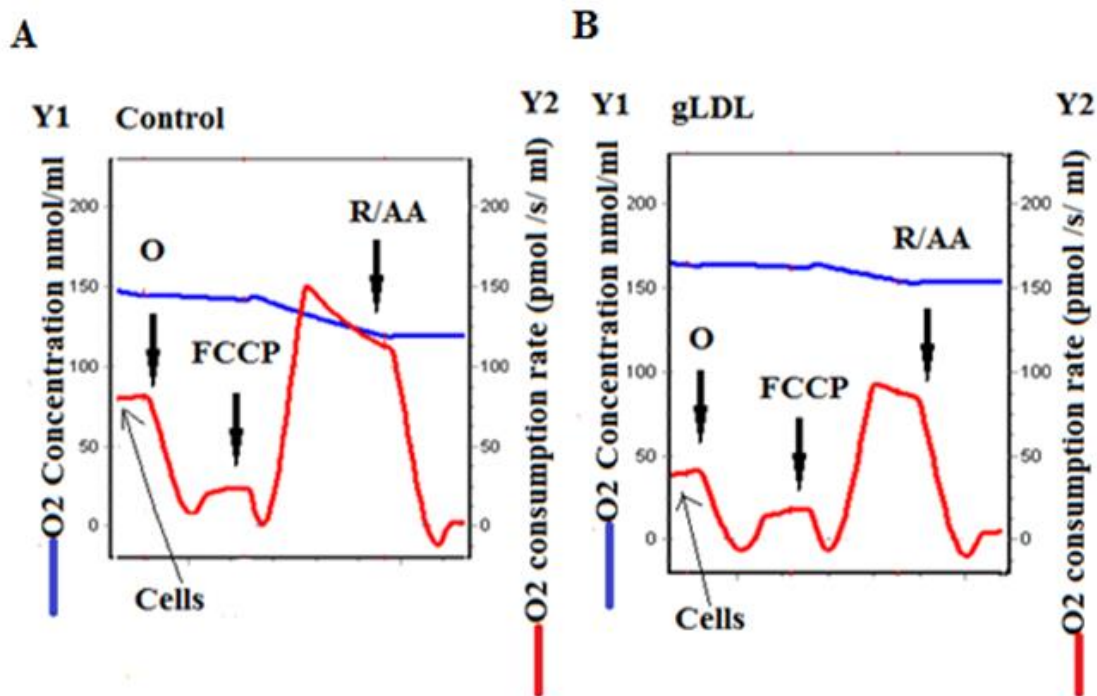 A
Y1
Control
Y2
O2 Concentration nmol/ml
O2 consumption rate (pmol /s/ ml)
200
150
100
50
0
200
150
100
50
0
O
FCCP
R/AA
Cells
B
Y1
gLDL
Y2
O2 Concentration nmol/ml
O2 consumption rate (pmol /s/ ml)
200
150
100
50
0
200
150
100
50
0
O
FCCP
R/AA
Cells